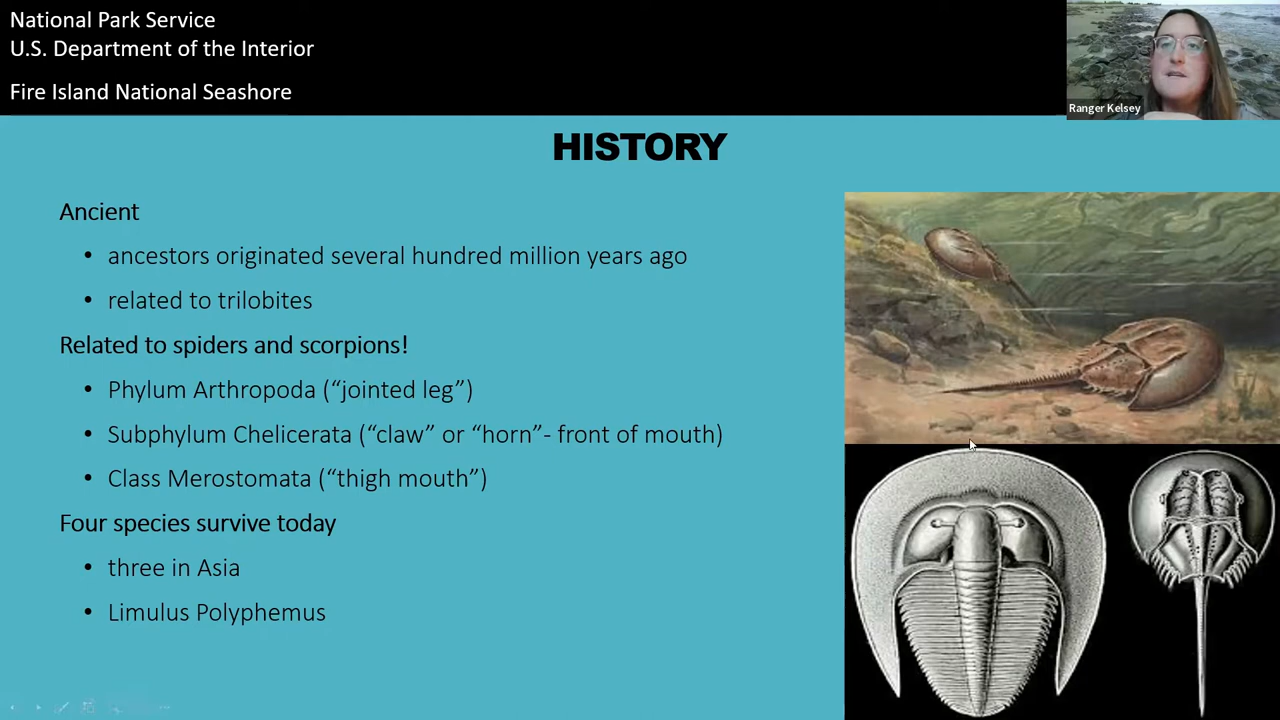 National Park Service
U.S. Department of the Interior
Fire Island National Seashore
Ranger Kelsey
HISTORY
Ancient
• ancestors originated several hundred million years ago
• related to trilobites
Related to spiders and scorpions!
• Phylum Arthropoda (“jointed leg”)
• Subphylum Chelicerata (“claw” or “horn”- front of mouth)
• Class Merostomata (“thigh mouth”)
Four species survive today
• three in Asia
• Limulus Polyphemus